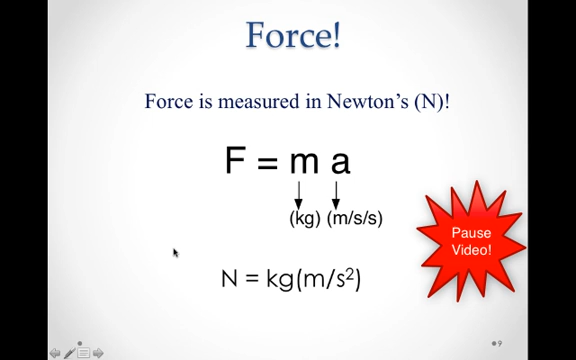 Force!
Force is measured in Newton's (N)!
F = m a
(kg) (m/s/s)
Pause
Video!
N = kg(m/s²)
9